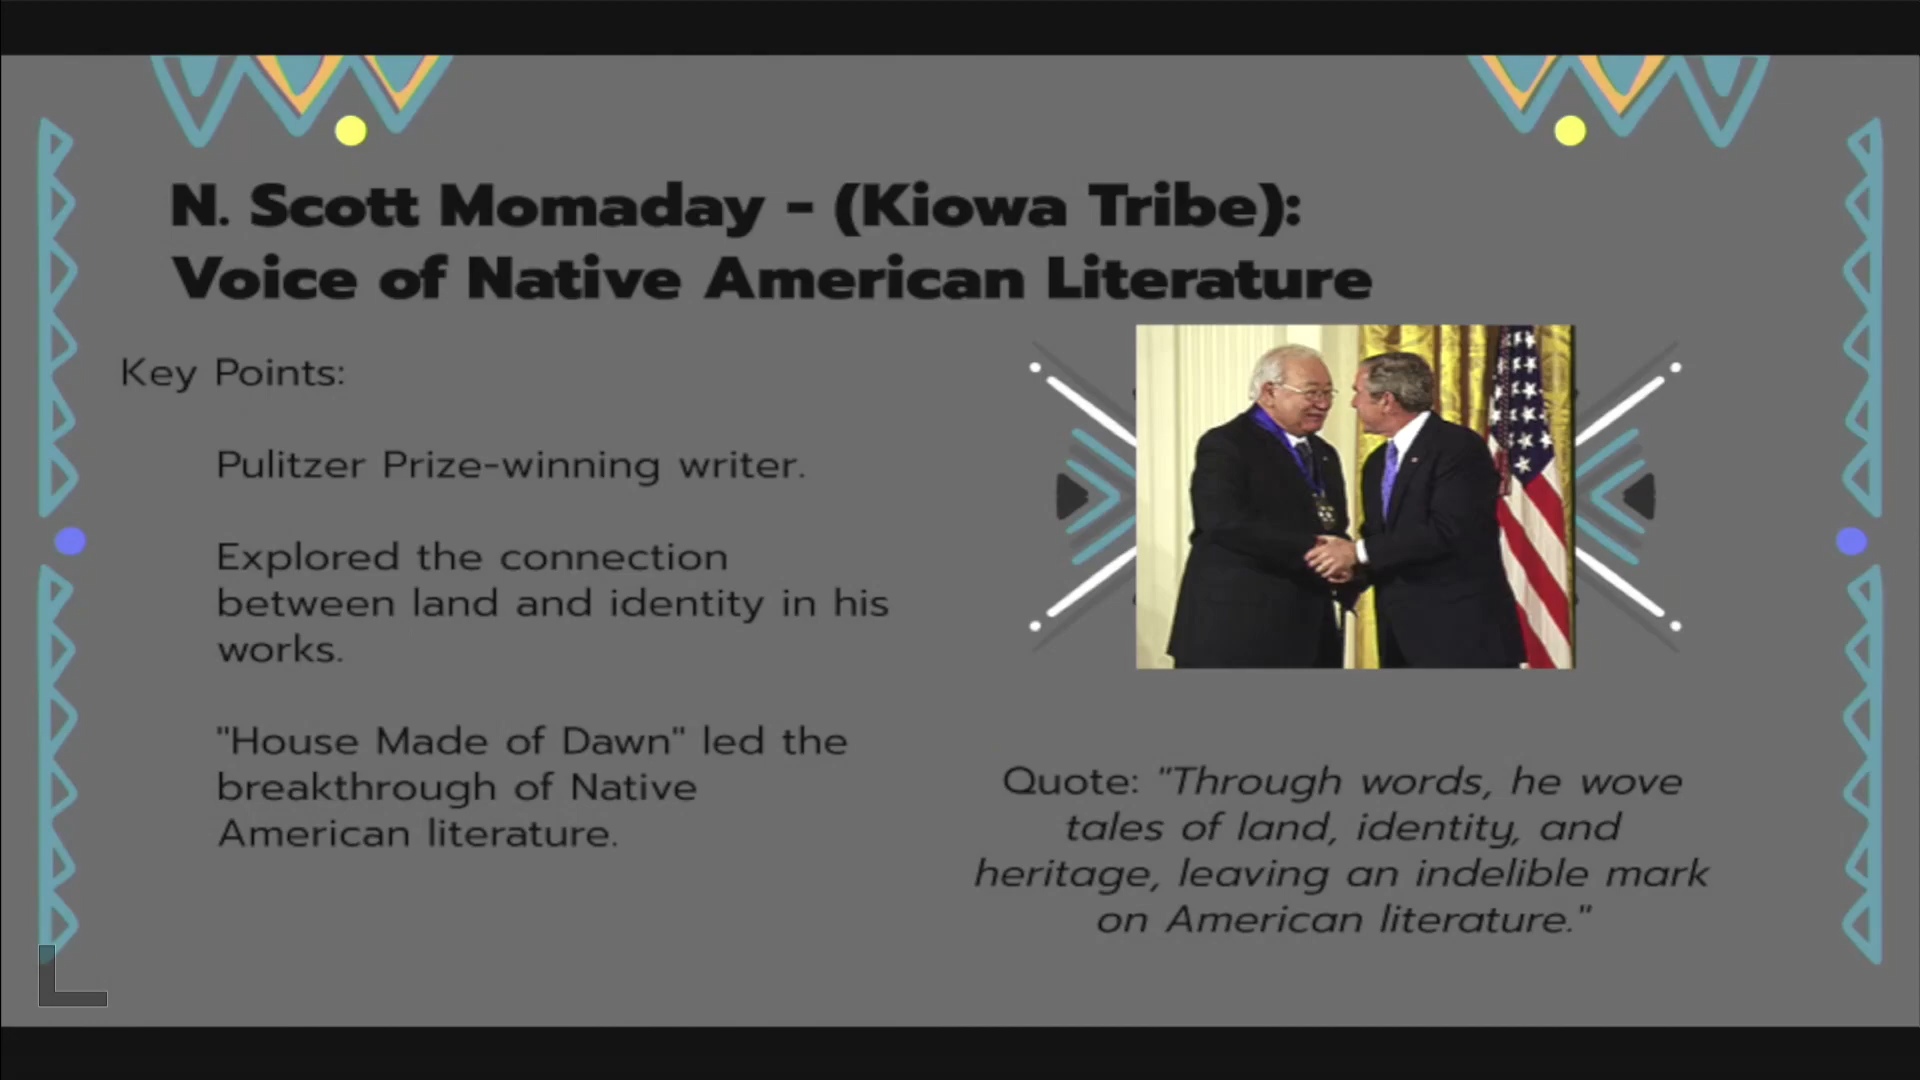 N. Scott Momaday - (Kiowa Tribe):
Voice of Native American Literature
Key Points:
Pulitzer Prize-winning writer.
Explored the connection
between land and identity in his
works.
"House Made of Dawn" led the
breakthrough of Native
American literature.
Quote: "Through words, he wove
tales of land, identity, and
heritage, leaving an indelible mark
on American literature."